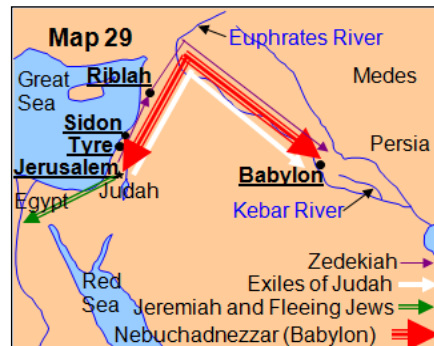 Map 29
Euphrates River
Great
Sea
Riblah
Medes
Sidon
Tyre
Jerusalem
Persia
Babylon
Judah
Egypt
Kebar River
Red
Sea
Zedekiah
Exiles of Judah
Jeremiah and Fleeing Jews
Nebuchadnezzar (Babylon)